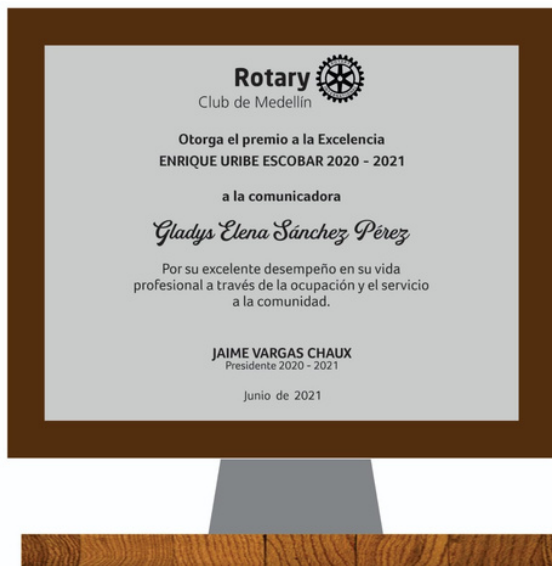 Rotary
Club de Medellín
Otorga el premio a la Excelencia
ENRIQUE URIBE ESCOBAR 2020 - 2021
a la comunicadora
Gladys Elena Sánchez Pérez
Por su excelente desempeño en su vida
profesional a través de la ocupación y el servicio
a la comunidad.
JAIME VARGAS CHAUX
Presidente 2020 - 2021
Junio de 2021